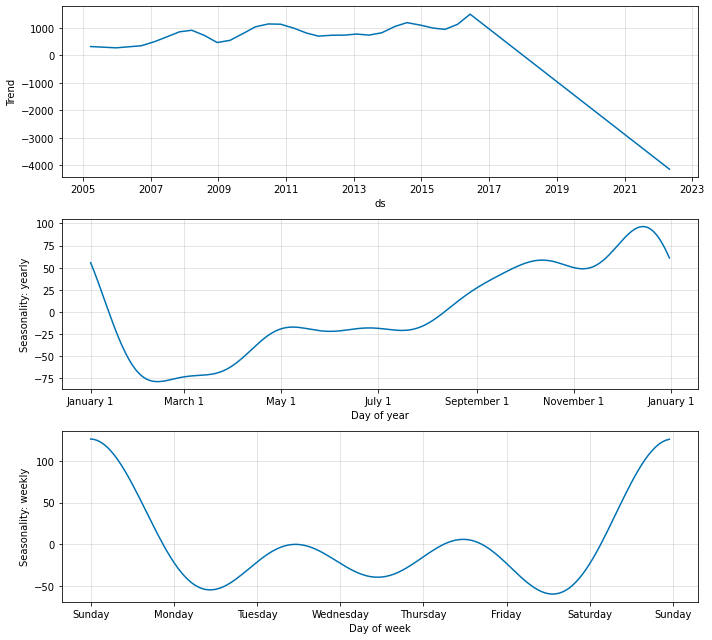 1000
0
−1000
−2000
−3000
−4000
Trend
2005 2007 2009 2011 2013 2015 2017 2019 2021 2023
ds
100
75
50
25
0
−25
−50
−75
Seasonality: yearly
January 1 March 1 May 1 July 1 September 1 November 1 January 1
Day of year
100
50
0
−50
Seasonality: weekly
Sunday Monday Tuesday Wednesday Thursday Friday Saturday Sunday
Day of week